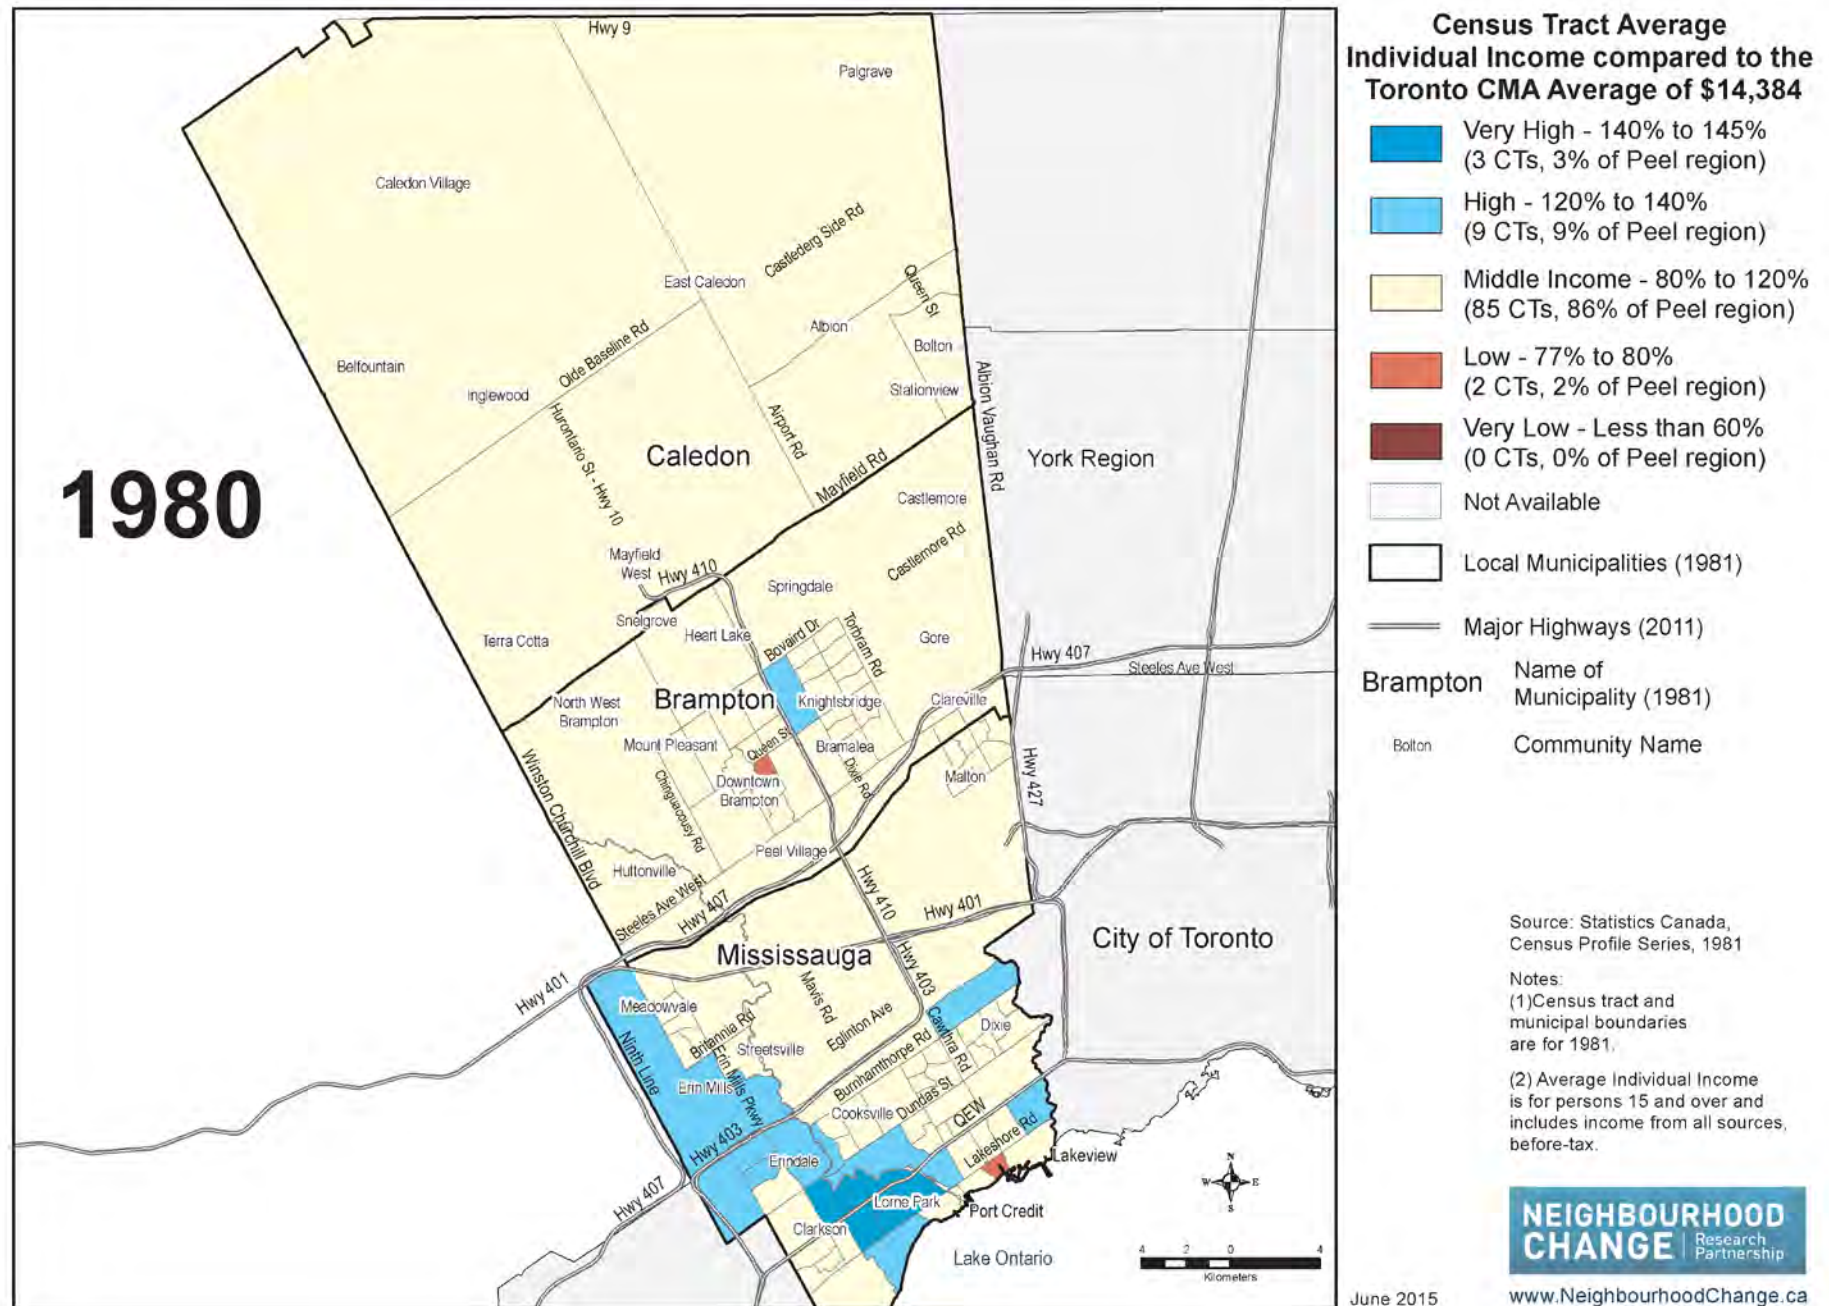 1980
Hwy 9
Palgrave
Caledon Village
Castlederg Side Rd
East Caledon
Queen St
Albion
Bolton
Olde Baseline Rd
Belfountain
Inglewood
Stationview
Albion Vaughan Rd
Hurontario St - Hwy 10
Airport Rd
Caledon
Mayfield Rd
York Region
Castlemore
Castlemore Rd
Mayfield
West
Hwy 410
Springdale
Snelgrove
Heart Lake
Bovaird Dr
Torbram Rd
Gore
Terra Cotta
Hwy 407
Steeles Ave West
North West
Brampton
Brampton
Knightsbridge
Clareville
Mount Pleasant
Queen St
Bramalea
Dixie Rd
Malton
Hwy 427
Downtown
Brampton
Winston Churchill Blvd
Chinguacousy Rd
Peel Village
Huttonville
Steeles Ave West
Hwy 407
Hwy 410
Hwy 401
City of Toronto
Mississauga
Hwy 403
Mavis Rd
Hwy 401
Meadowvale
Britannia Rd
Eglinton Ave
Cawthra Rd
Dixie
Ninth Line
Streetsville
Erin Mills
Erin Mills Pkwy
Burnhamthorpe Rd
Cooksville
Dundas St
QEW
Lakeshore Rd
Hwy 403
Erindale
Lakeview
Hwy 407
Lorne Park
Port Credit
Clarkson
Lake Ontario
N
W
E
S
4 2 0 4
Kilometers
Census Tract Average
Individual Income compared to the
Toronto CMA Average of $14,384
Very High - 140% to 145%
(3 CTs, 3% of Peel region)
High - 120% to 140%
(9 CTs, 9% of Peel region)
Middle Income - 80% to 120%
(85 CTs, 86% of Peel region)
Low - 77% to 80%
(2 CTs, 2% of Peel region)
Very Low - Less than 60%
(0 CTs, 0% of Peel region)
Not Available
Local Municipalities (1981)
Major Highways (2011)
Brampton
Name of
Municipality (1981)
Bolton
Community Name
Source: Statistics Canada,
Census Profile Series, 1981
Notes:
(1)Census tract and
municipal boundaries
are for 1981.
(2) Average Individual Income
is for persons 15 and over and
includes income from all sources,
before-tax.
NEIGHBOURHOOD
CHANGE
Research
Partnership
June 2015
www.NeighbourhoodChange.ca